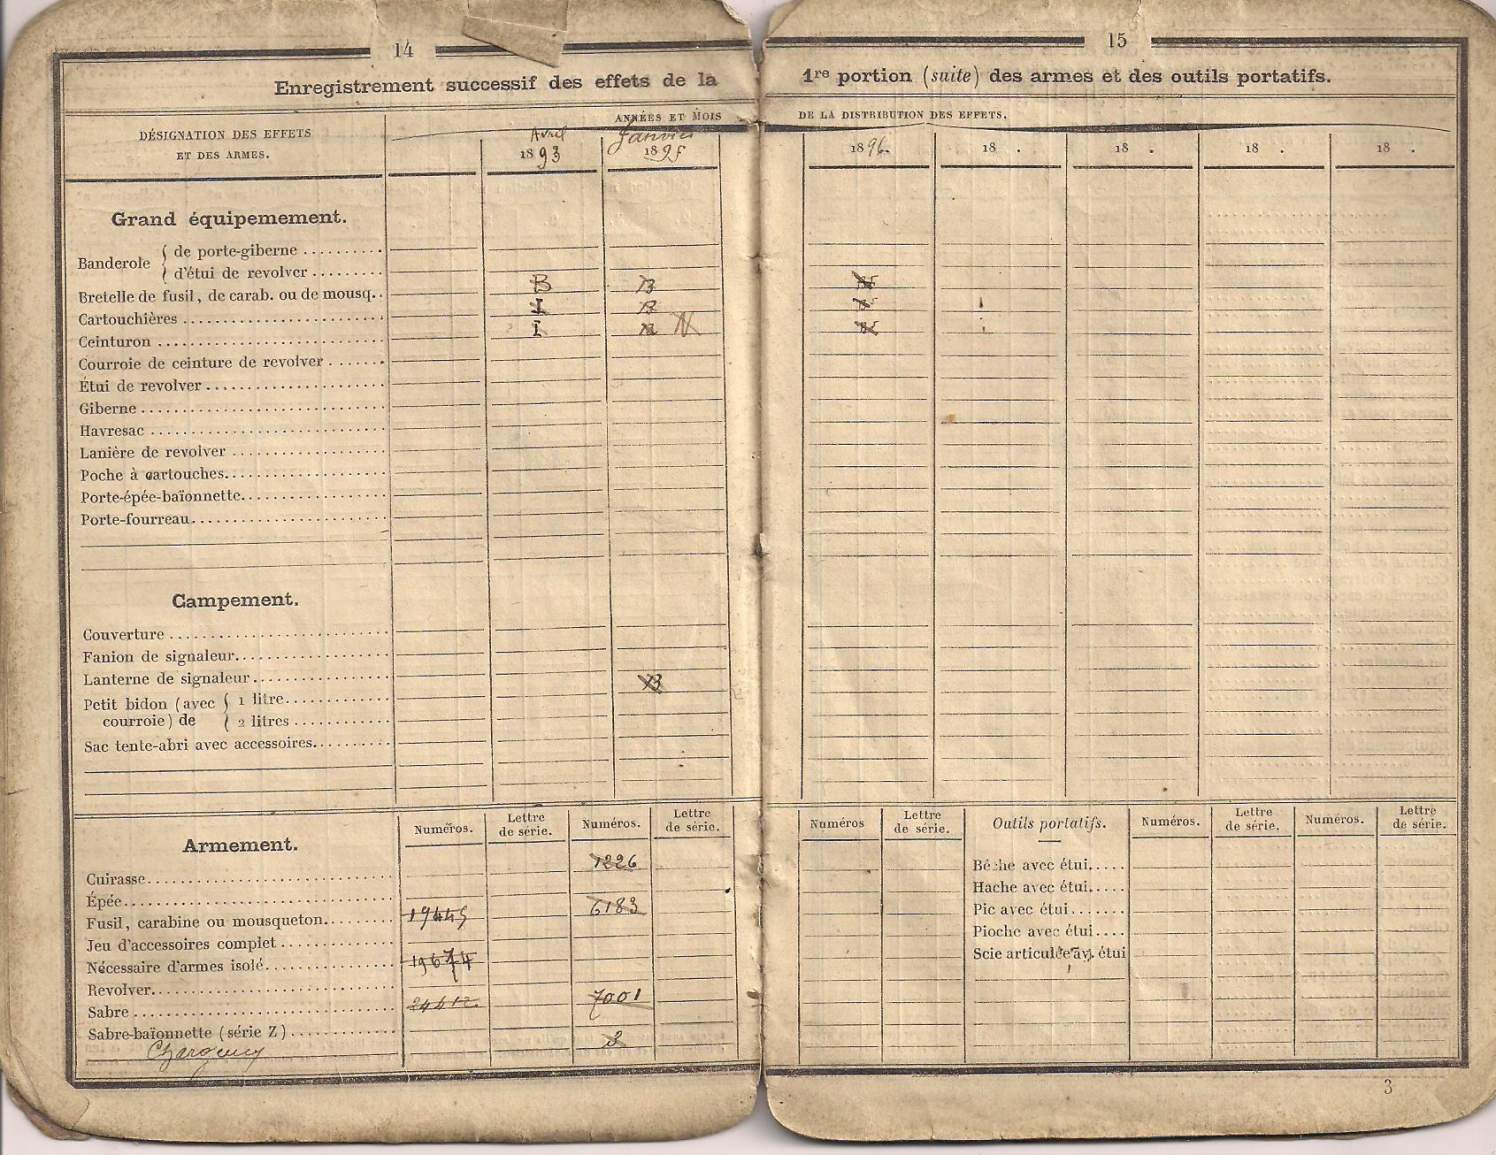 14
Enregistrement successif des effets de la
DÉSIGNATION DES EFFETS
ET DES ARMES.
ANNÉES ET MOIS
Avril
1893
Janvier
1895
Grand équipemement.
Banderole { de porte-giberne
d'étui de revolver
Bretelle de fusil, de carab. ou de mousq. B B
Cartouchières I B
Ceinturon I N
Courroie de ceinture de revolver
Étui de revolver
Giberne
Havresac
Lanière de revolver
Poche à cartouches
Porte-épée-baïonnette
Porte-fourreau
Campement.
Couverture
Fanion de signaleur
Lanterne de signaleur
Petit bidon (avec { 1 litre B
courroie) de { 2 litres
Sac tente-abri avec accessoires
Armement.
Numéros. Lettre de série. Numéros. Lettre de série.
Cuirasse 1226
Épée
Fusil, carabine ou mousqueton 19445 6183
Jeu d'accessoires complet
Nécessaire d'armes isolé 19674
Revolver
Sabre 24412 7001
Sabre-baïonnette (série Z)
15
1re portion (suite) des armes et des outils portatifs.
DE LA DISTRIBUTION DES EFFETS.
1896. 18 . 18 . 18 . 18 .
Numéros Lettre de série. Outils portatifs. Numéros. Lettre de série. Numéros. Lettre de série.
Bêche avec étui
Hache avec étui
Pic avec étui
Pioche avec étui
Scie articulée av. étui
3